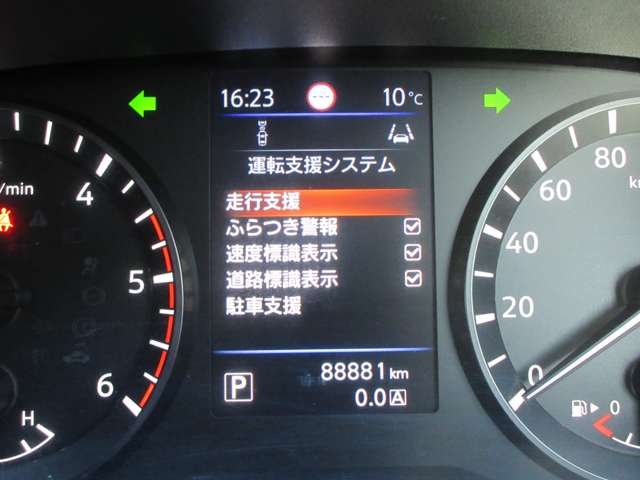 16:23 10℃
運転支援システム
走行支援
ふらつき警報
速度標識表示
道路標識表示
駐車支援
P 88881 km
0.0 A
/min
4
5
6
H
80
60
40
20
0
0